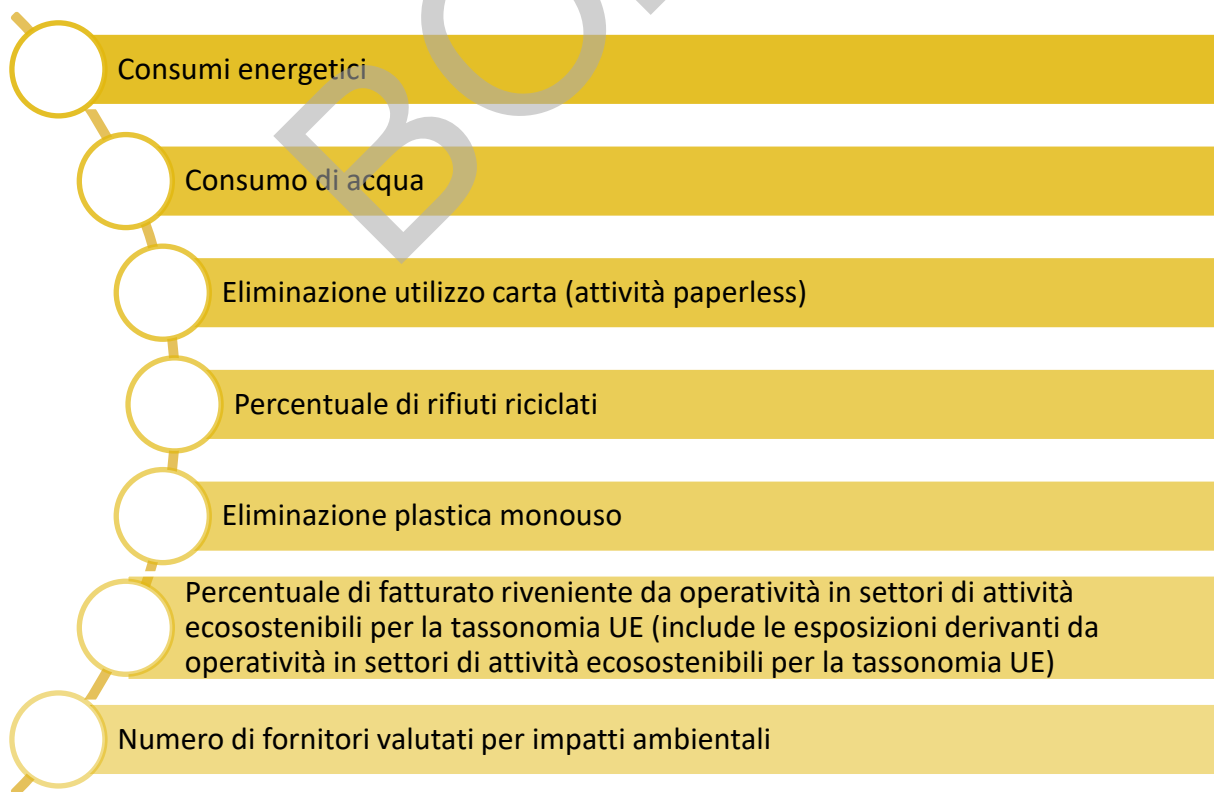 Consumi energetici
Consumo di acqua
Eliminazione utilizzo carta (attività paperless)
Percentuale di rifiuti riciclati
Eliminazione plastica monouso
Percentuale di fatturato riveniente da operatività in settori di attività
ecosostenibili per la tassonomia UE (include le esposizioni derivanti da
operatività in settori di attività ecosostenibili per la tassonomia UE)
Numero di fornitori valutati per impatti ambientali